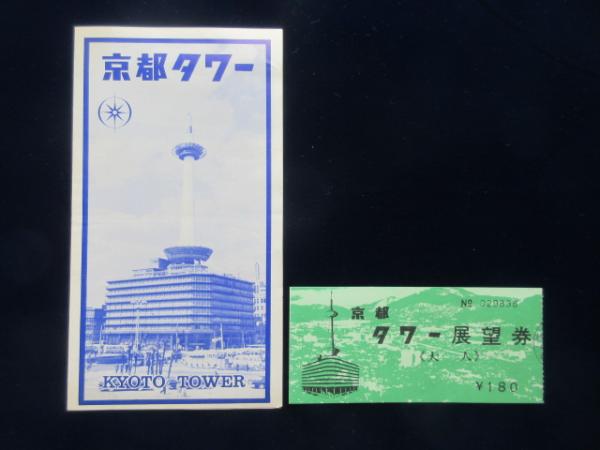 京都タワー
KYOTO TOWER
№ 029836
京都
タワー展望券
（大人）
￥180